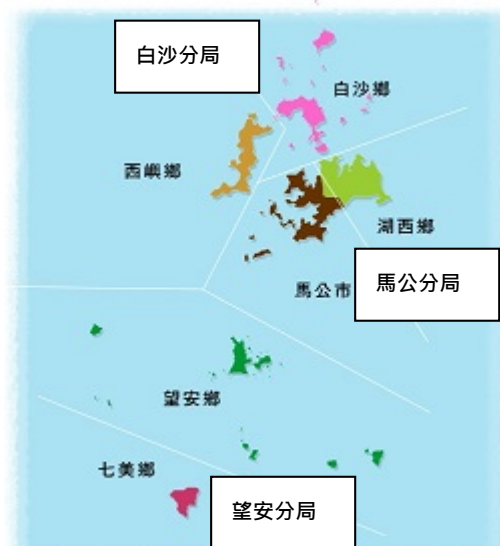 白沙分局
白沙鄉
西嶼鄉
湖西鄉
馬公市
馬公分局
望安鄉
七美鄉
望安分局